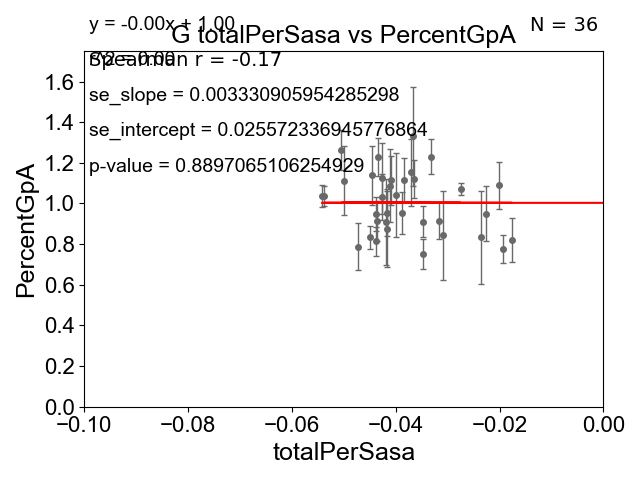 y = -0.00x + 1.00
N = 36
G totalPerSasa vs PercentGpA
Spearman r = -0.17
se_slope = 0.003330905954285298
se_intercept = 0.025572336945776864
p-value = 0.8897065106254929
PercentGpA
1.6
1.4
1.2
1.0
0.8
0.6
0.4
0.2
0.0
−0.10 −0.08 −0.06 −0.04 −0.02 0.00
totalPerSasa